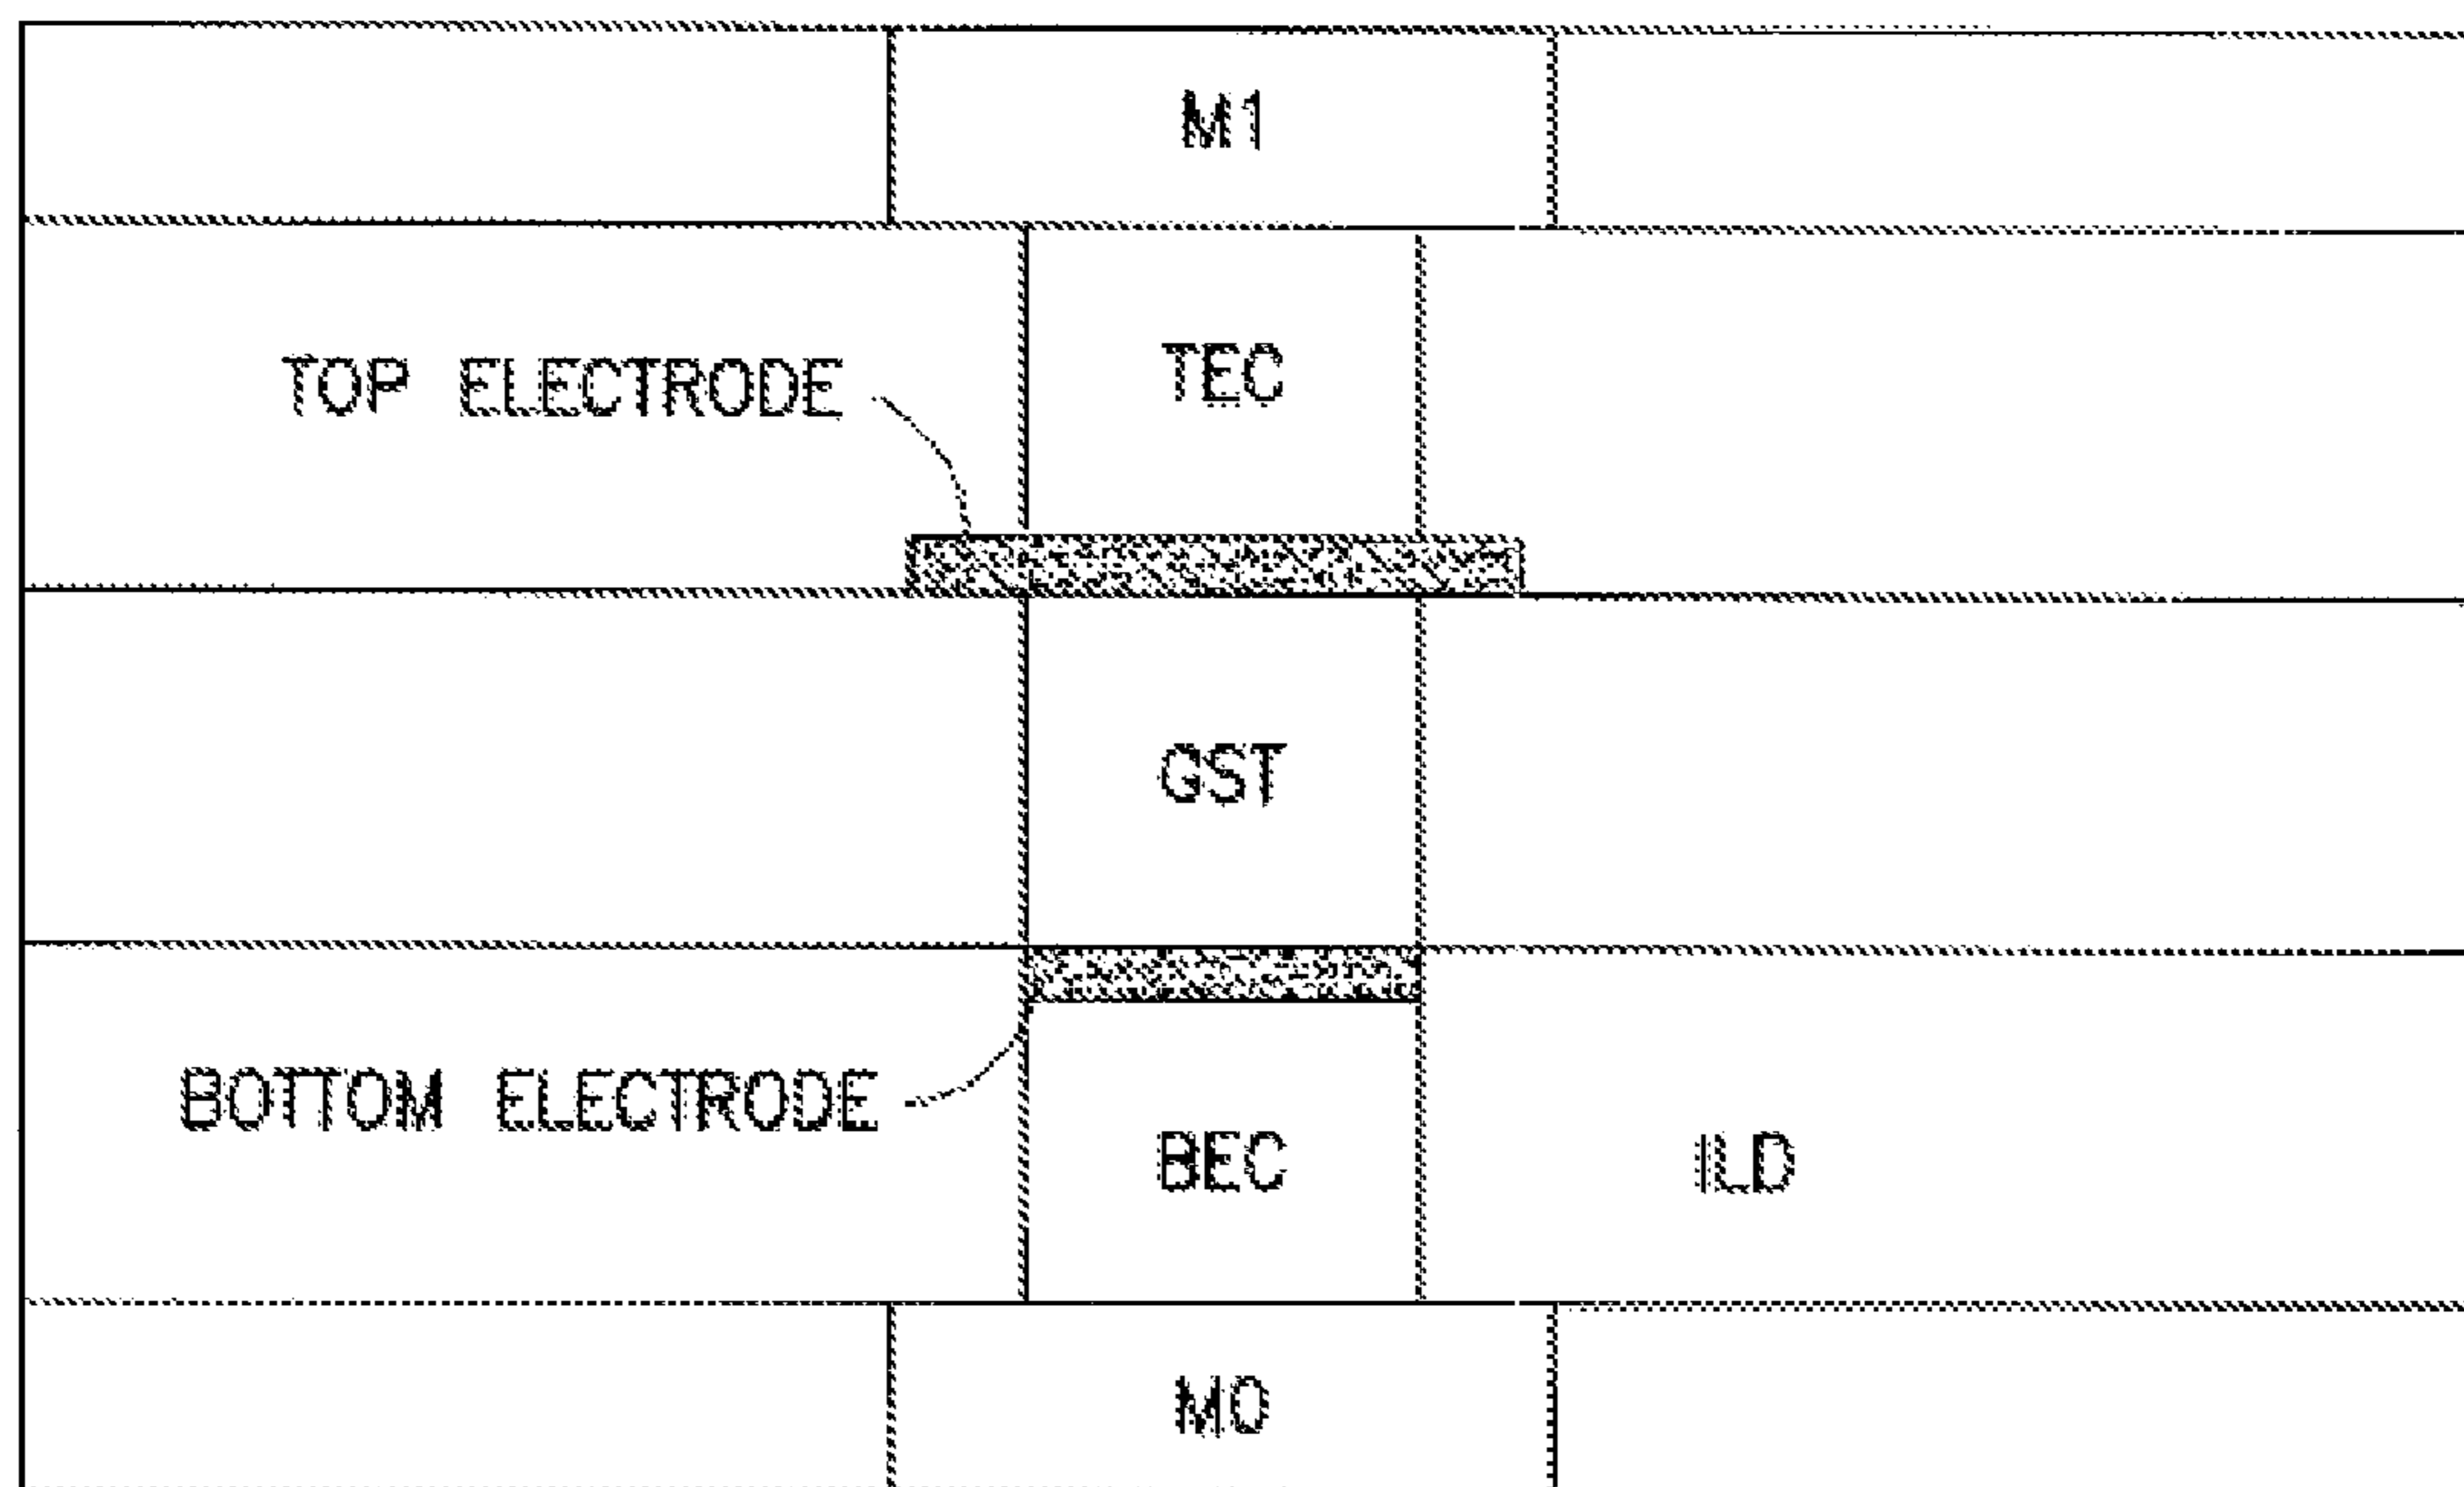 M1
TOP ELECTRODE
TEC
GST
BOTTOM ELECTRODE
BEC
ILD
M0